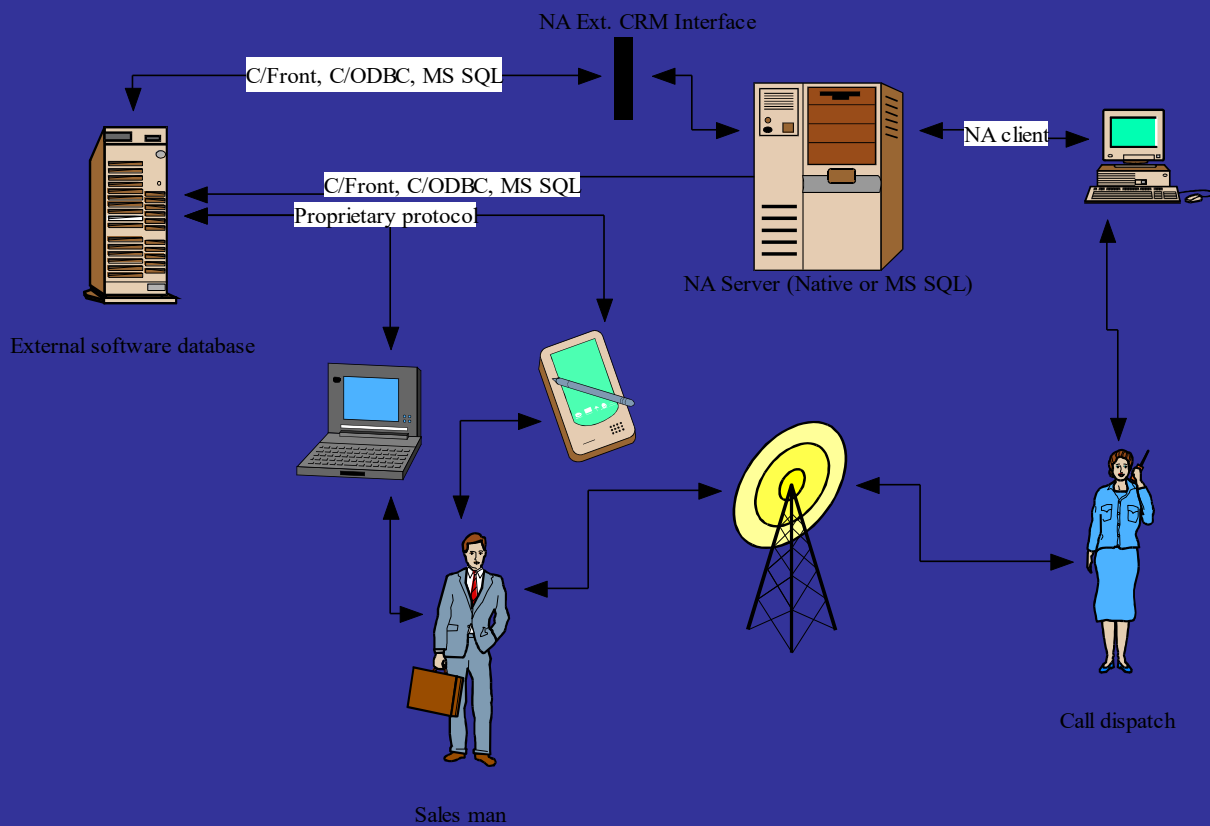 NA Ext. CRM Interface
C/Front, C/ODBC, MS SQL
NA client
C/Front, C/ODBC, MS SQL
Proprietary protocol
NA Server (Native or MS SQL)
External software database
Call dispatch
Sales man